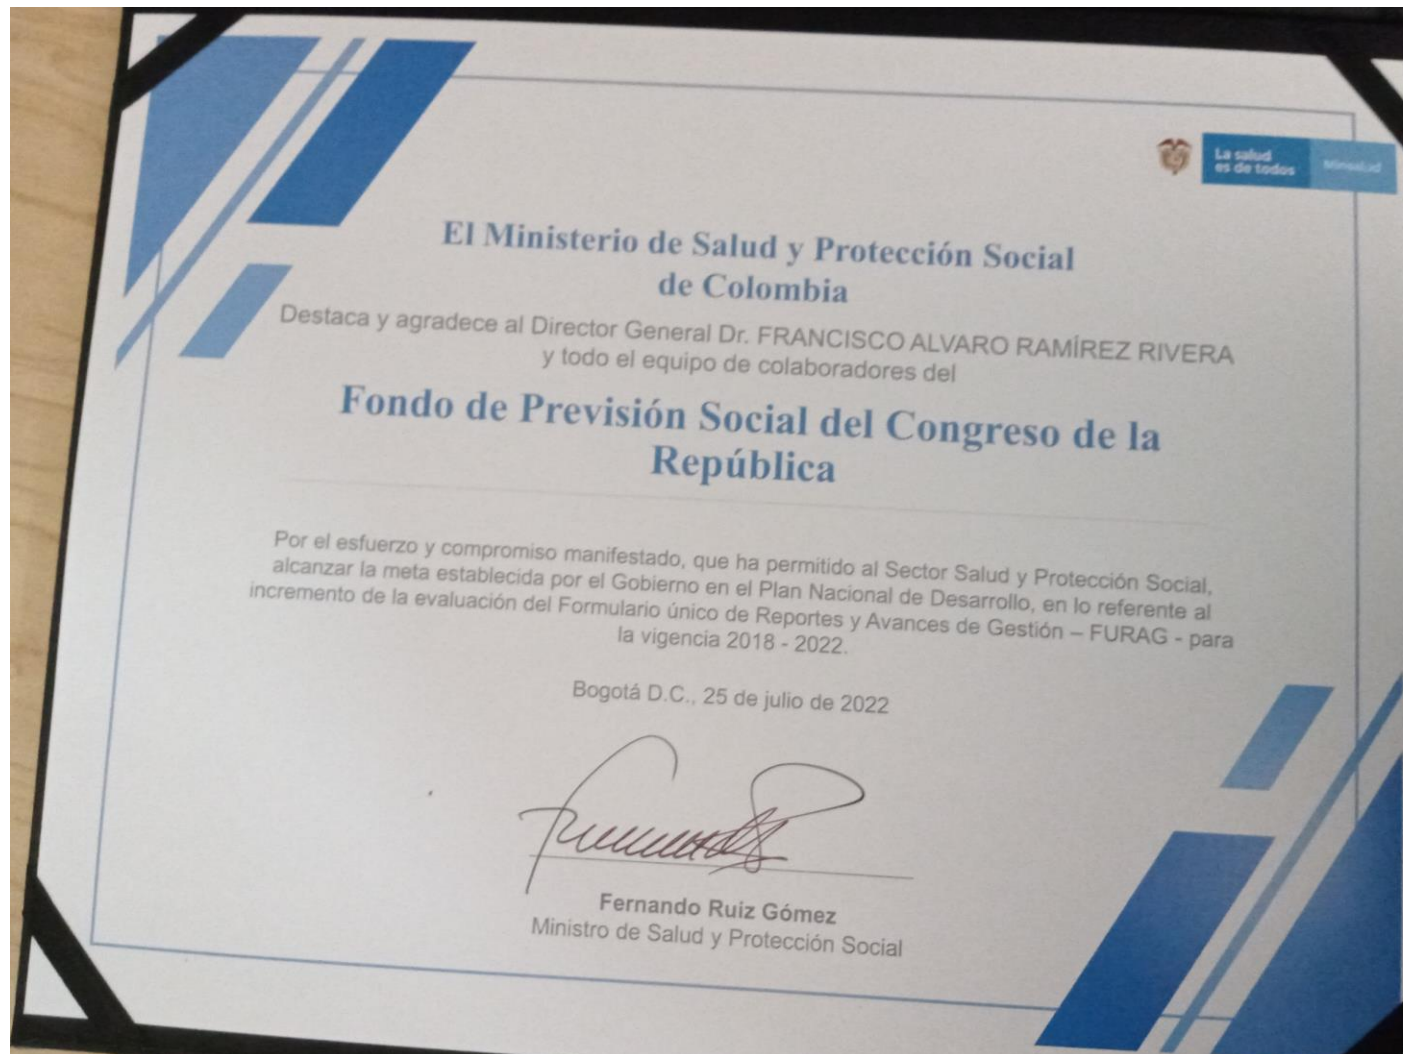 La salud
es de todos
Minsalud
El Ministerio de Salud y Protección Social
de Colombia
Destaca y agradece al Director General Dr. FRANCISCO ALVARO RAMÍREZ RIVERA
y todo el equipo de colaboradores del
Fondo de Previsión Social del Congreso de la
República
Por el esfuerzo y compromiso manifestado, que ha permitido al Sector Salud y Protección Social,
alcanzar la meta establecida por el Gobierno en el Plan Nacional de Desarrollo, en lo referente al
incremento de la evaluación del Formulario único de Reportes y Avances de Gestión – FURAG - para
la vigencia 2018 - 2022.
Bogotá D.C., 25 de julio de 2022
Fernando Ruiz Gómez
Ministro de Salud y Protección Social